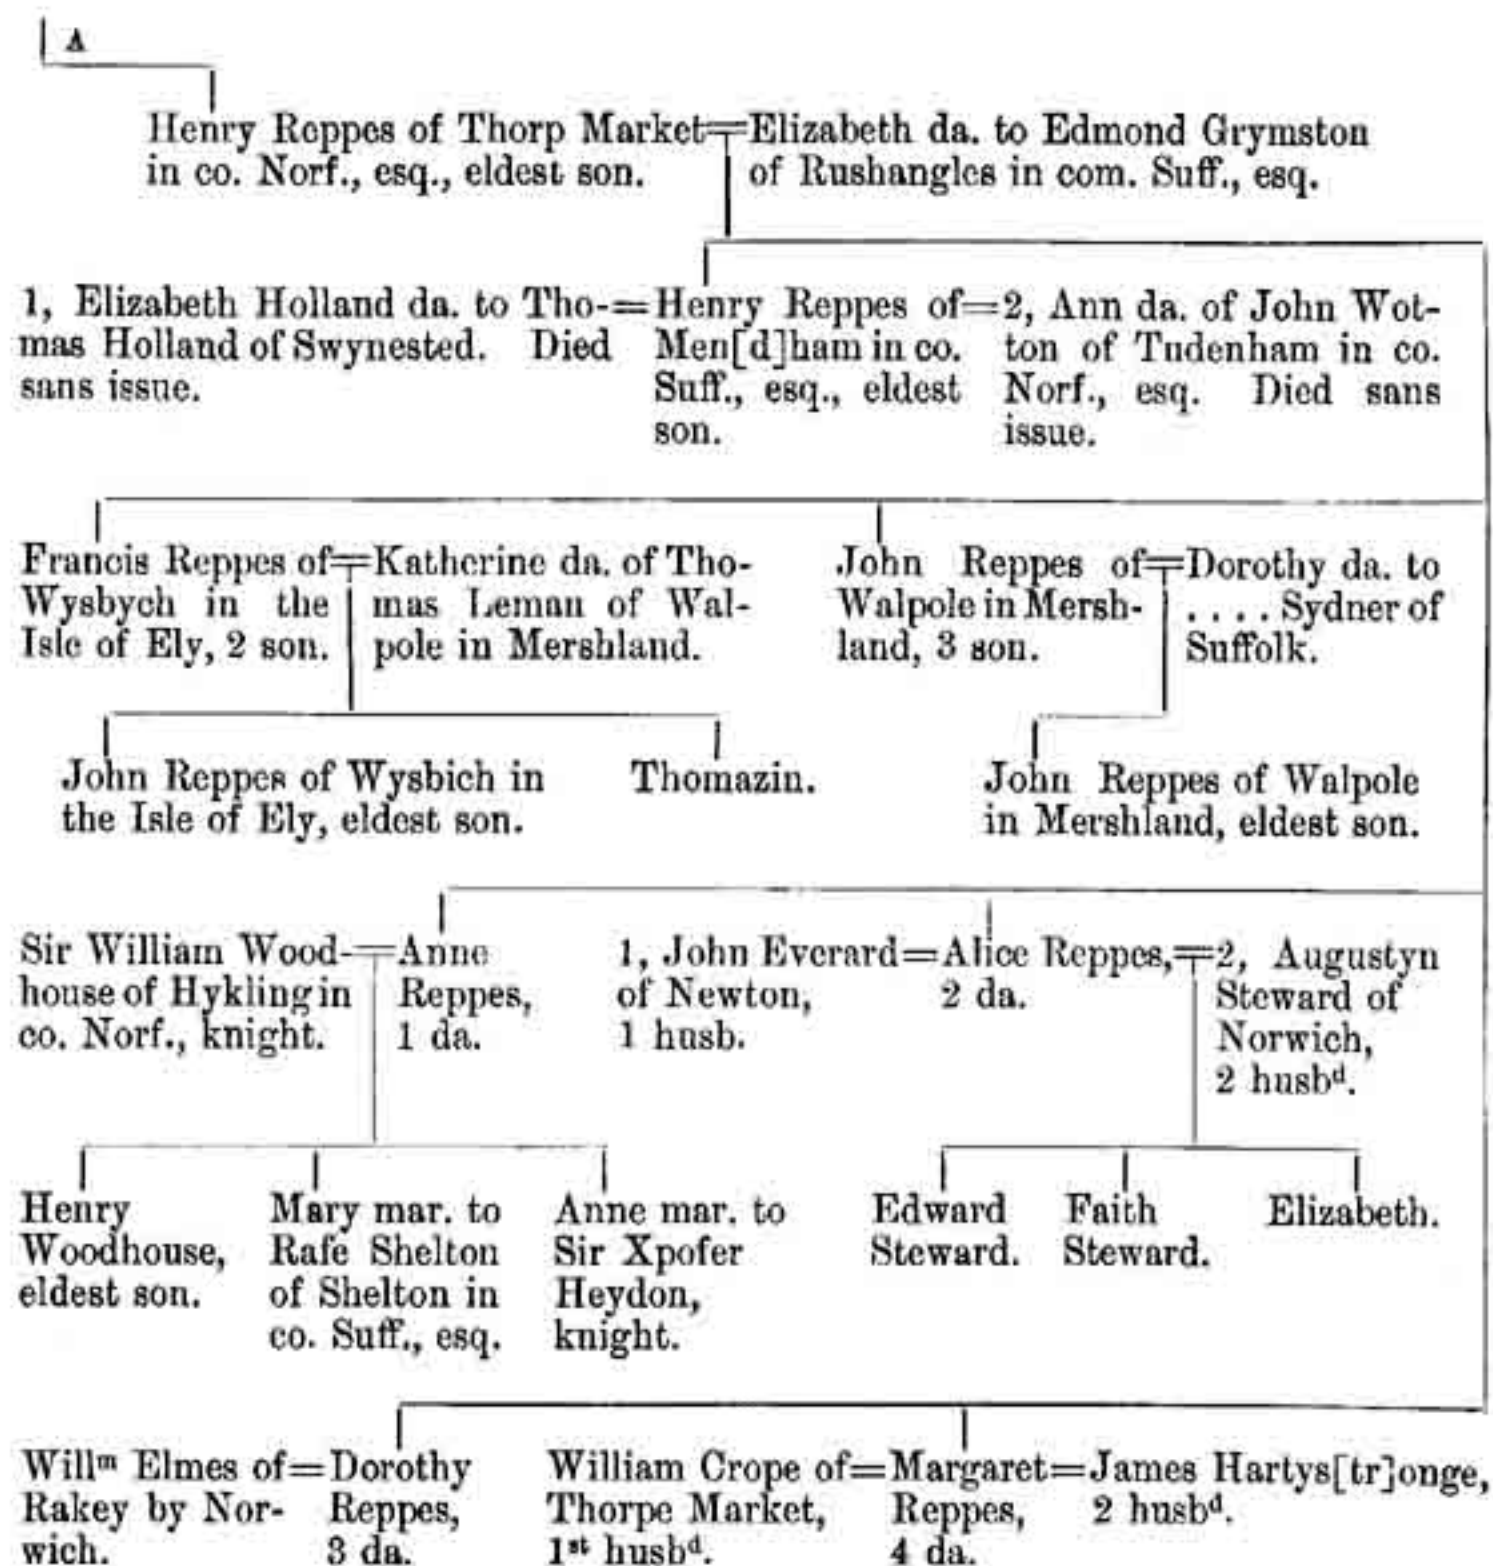 A
Henry Reppes of Thorp Market=Elizabeth da. to Edmond Grymston
in co. Norf., esq., eldest son.
of Rushangles in com. Suff., esq.
1, Elizabeth Holland da. to Tho-=
mas Holland of Swynested. Died
sans issue.
Henry Reppes of=
Men[d]ham in co.
Suff., esq., eldest
son.
2, Ann da. of John Wot-
ton of Tudenham in co.
Norf., esq. Died sans
issue.
Francis Reppes of=
Wysbych in the
Isle of Ely, 2 son.
Katherine da. of Tho-
mas Leman of Wal-
pole in Mershland.
John Reppes of=
Walpole in Mersh-
land, 3 son.
Dorothy da. to
.... Sydner of
Suffolk.
John Reppes of Wysbich in
the Isle of Ely, eldest son.
Thomazin.
John Reppes of Walpole
in Mershland, eldest son.
Sir William Wood-=
house of Hykling in
co. Norf., knight.
Anne
Reppes,
1 da.
1, John Everard=
of Newton,
1 husb.
Alice Reppes,=
2 da.
2, Augustyn
Steward of
Norwich,
2 husbᵈ.
Henry
Woodhouse,
eldest son.
Mary mar. to
Rafe Shelton
of Shelton in
co. Suff., esq.
Anne mar. to
Sir Xpofer
Heydon,
knight.
Edward
Steward.
Faith
Steward.
Elizabeth.
Willᵐ Elmes of=
Rakey by Nor-
wich.
Dorothy
Reppes,
3 da.
William Crope of=
Thorpe Market,
1ˢᵗ husbᵈ.
Margaret=
Reppes,
4 da.
James Hartys[tr]onge,
2 husbᵈ.